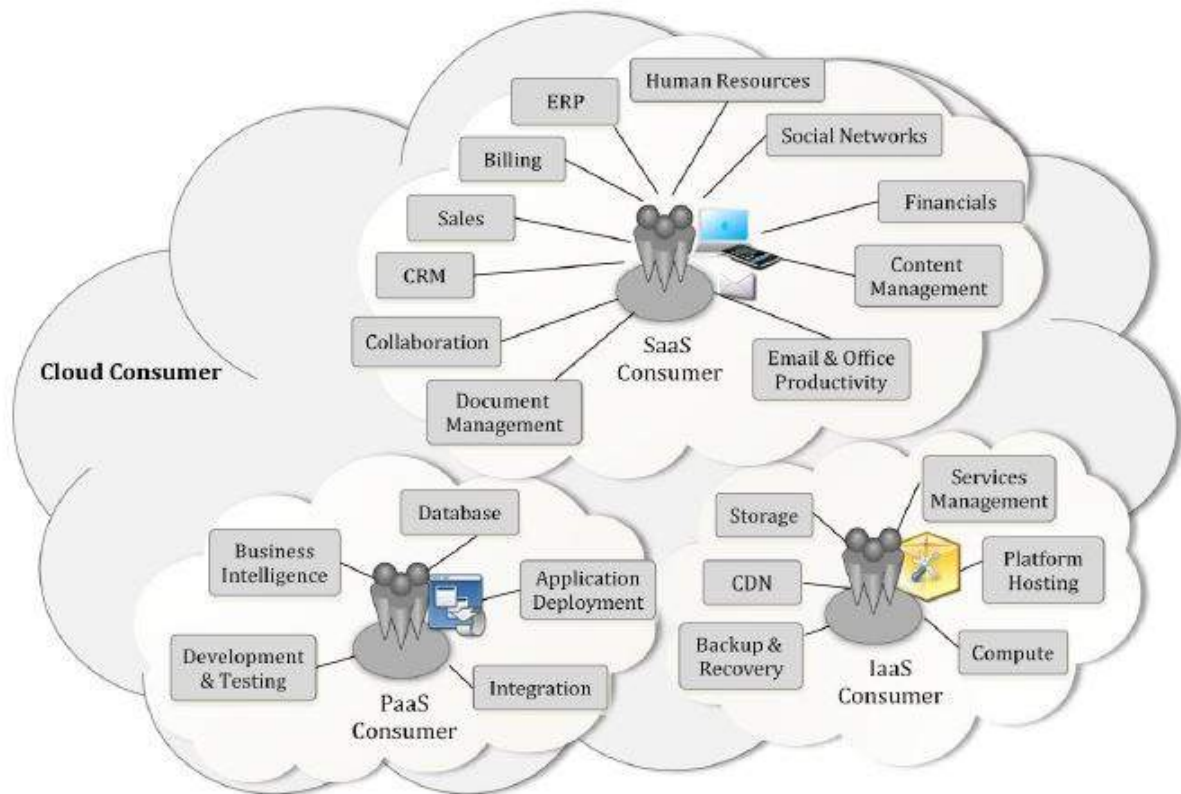 Human Resources
ERP
Social Networks
Billing
Sales
Financials
CRM
Content
Management
Collaboration
SaaS
Consumer
Email & Office
Productivity
Document
Management
Cloud Consumer
Database
Business
Intelligence
Application
Deployment
Development
& Testing
Integration
PaaS
Consumer
Services
Management
Storage
Platform
Hosting
CDN
Backup &
Recovery
Compute
IaaS
Consumer